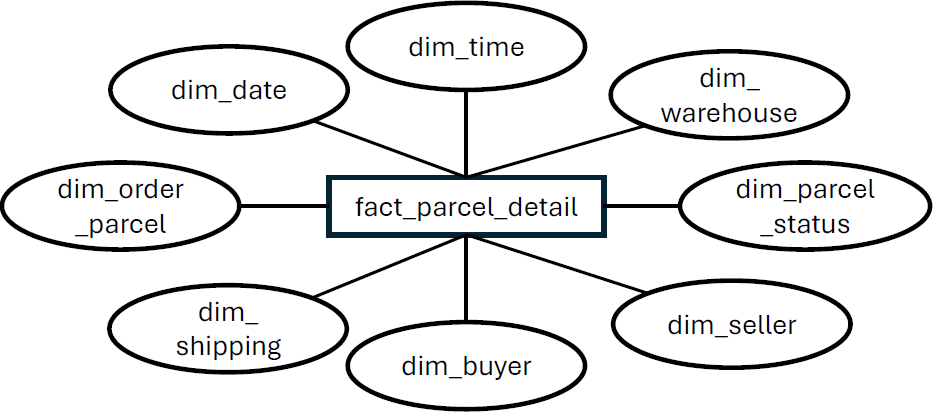 dim_time
dim_date
dim_
warehouse
dim_order
_parcel
fact_parcel_detail
dim_parcel
_status
dim_
shipping
dim_buyer
dim_seller